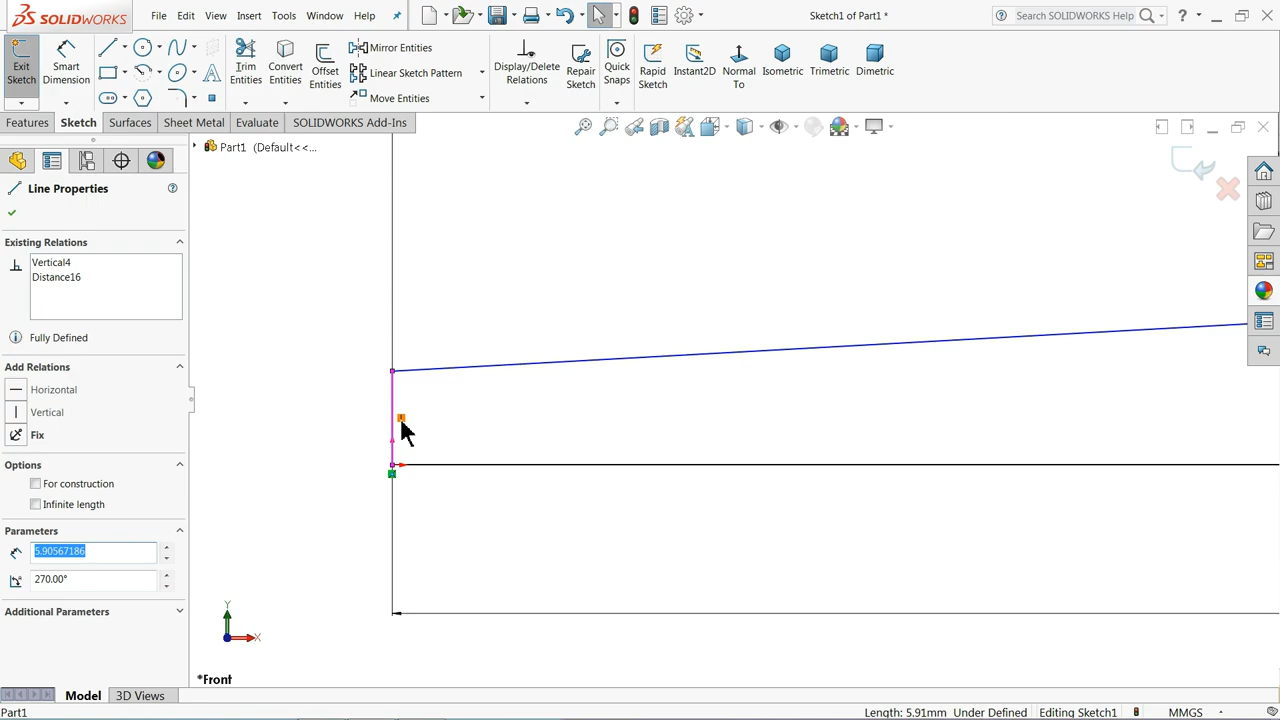 SOLIDWORKS
File Edit View Insert Tools Window Help
Sketch1 of Part1 *
Search SOLIDWORKS Help
?
Exit Sketch
Smart Dimension
Trim Entities
Convert Entities
Offset Entities
Mirror Entities
Linear Sketch Pattern
Move Entities
Display/Delete Relations
Repair Sketch
Quick Snaps
Rapid Sketch
Instant2D
Normal To
Isometric
Trimetric
Dimetric
Features Sketch Surfaces Sheet Metal Evaluate SOLIDWORKS Add-Ins
Part1 (Default<<...
Line Properties
Existing Relations
Vertical4
Distance16
Fully Defined
Add Relations
Horizontal
Vertical
Fix
Options
For construction
Infinite length
Parameters
5.90567186
270.00°
Additional Parameters
Y
X
*Front
Model 3D Views
Part1 Length: 5.91mm Under Defined Editing Sketch1 MMGS